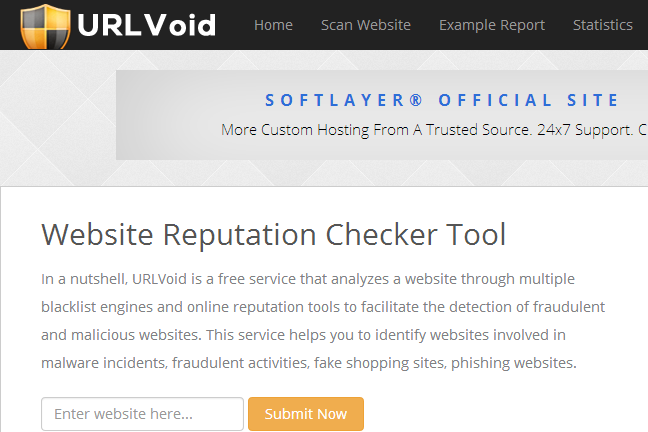 URLVoid Home Scan Website Example Report Statistics
SOFTLAYER® OFFICIAL SITE
More Custom Hosting From A Trusted Source. 24x7 Support. C
Website Reputation Checker Tool
In a nutshell, URLVoid is a free service that analyzes a website through multiple
blacklist engines and online reputation tools to facilitate the detection of fraudulent
and malicious websites. This service helps you to identify websites involved in
malware incidents, fraudulent activities, fake shopping sites, phishing websites.
Enter website here... Submit Now